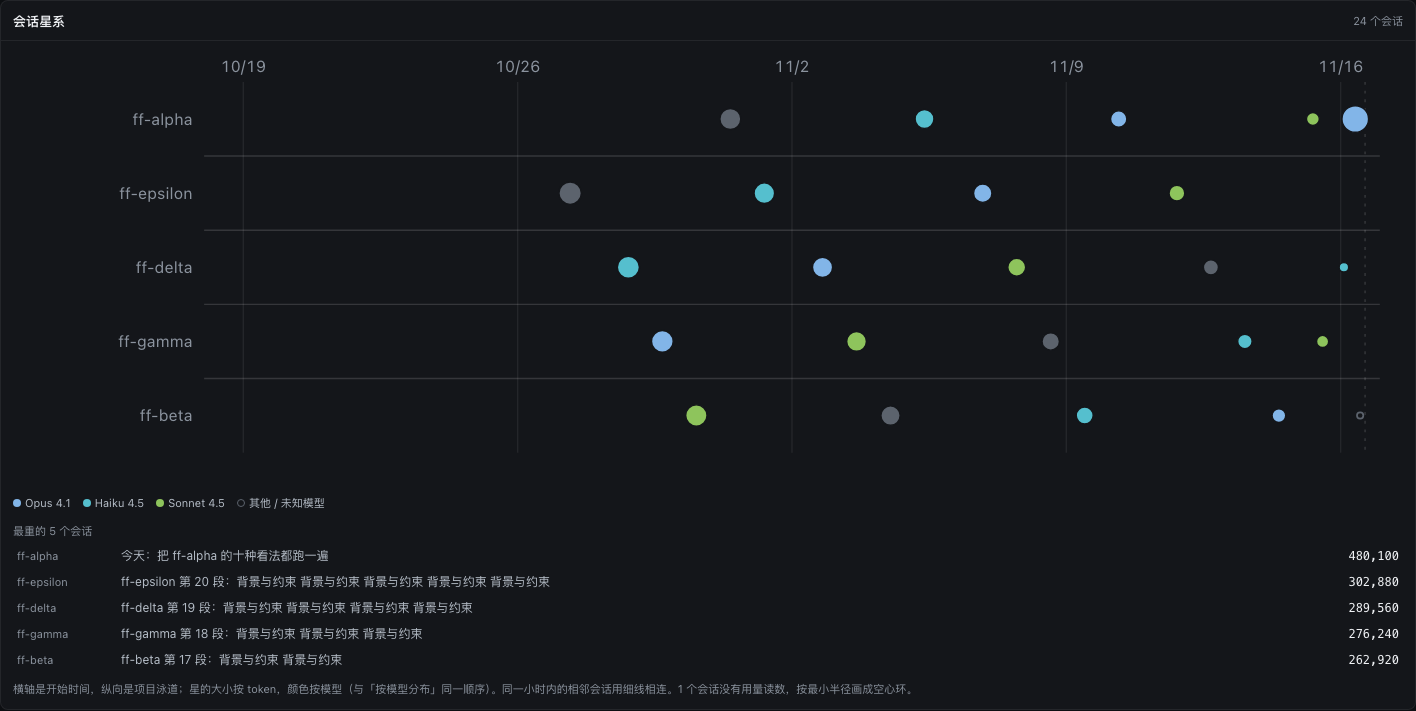 会话星系
24 个会话
10/19 10/26 11/2 11/9 11/16
ff-alpha
ff-epsilon
ff-delta
ff-gamma
ff-beta
Opus 4.1 Haiku 4.5 Sonnet 4.5 其他 / 未知模型
最重的 5 个会话
ff-alpha 今天：把 ff-alpha 的十种看法都跑一遍 480,100
ff-epsilon ff-epsilon 第 20 段：背景与约束 背景与约束 背景与约束 背景与约束 背景与约束 302,880
ff-delta ff-delta 第 19 段：背景与约束 背景与约束 背景与约束 背景与约束 289,560
ff-gamma ff-gamma 第 18 段：背景与约束 背景与约束 背景与约束 276,240
ff-beta ff-beta 第 17 段：背景与约束 背景与约束 262,920
横轴是开始时间，纵向是项目泳道；星的大小按 token，颜色按模型（与「按模型分布」同一顺序）。同一小时内的相邻会话用细线相连。1 个会话没有用量读数，按最小半径画成空心环。